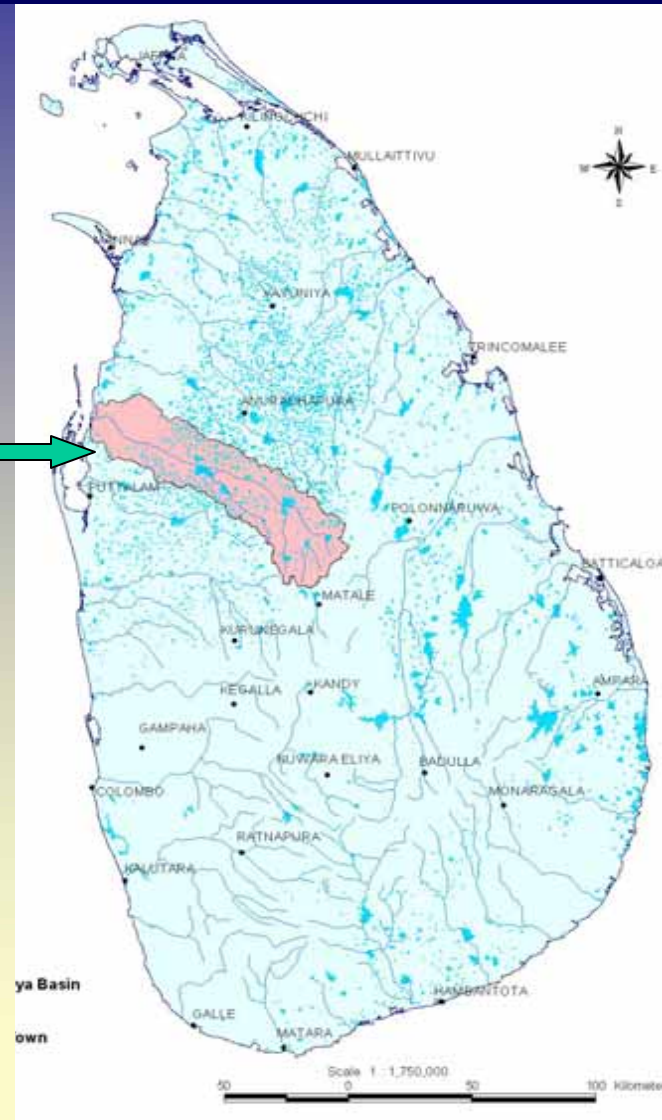 JAFFNA
KILINOCHCHI
MULLAITTIVU
N
W E
S
MANNAR
VAVUNIYA
TRINCOMALEE
ANURADHAPURA
PUTTALAM
POLONNARUWA
BATTICALOA
MATALE
KURUNEGALA
KEGALLA
KANDY
AMPARA
GAMPAHA
NUWARA ELIYA
BADULLA
COLOMBO
MONARAGALA
RATNAPURA
KALUTARA
ya Basin
HAMBANTOTA
GALLE
own
MATARA
Scale 1 : 1,750,000
50 0 50 100 Kilomete